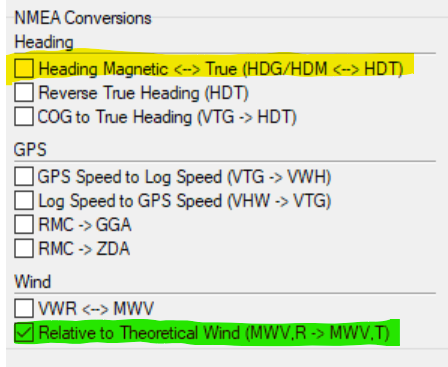 NMEA Conversions
Heading
Heading Magnetic <--> True (HDG/HDM <--> HDT)
Reverse True Heading (HDT)
COG to True Heading (VTG -> HDT)
GPS
GPS Speed to Log Speed (VTG -> VWH)
Log Speed to GPS Speed (VHW -> VTG)
RMC -> GGA
RMC -> ZDA
Wind
VWR <--> MWV
Relative to Theoretical Wind (MWV,R -> MWV,T)